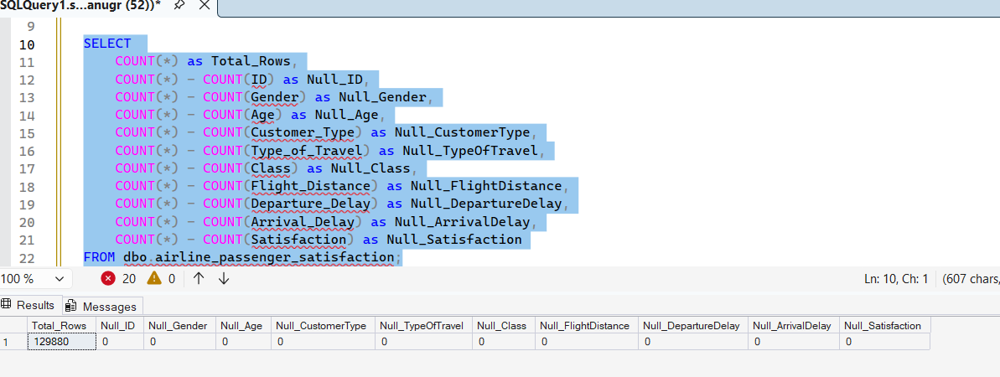 SQLQuery1.s...anugr (52))*
9
10 SELECT
11 COUNT(*) as Total_Rows,
12 COUNT(*) - COUNT(ID) as Null_ID,
13 COUNT(*) - COUNT(Gender) as Null_Gender,
14 COUNT(*) - COUNT(Age) as Null_Age,
15 COUNT(*) - COUNT(Customer_Type) as Null_CustomerType,
16 COUNT(*) - COUNT(Type_of_Travel) as Null_TypeOfTravel,
17 COUNT(*) - COUNT(Class) as Null_Class,
18 COUNT(*) - COUNT(Flight_Distance) as Null_FlightDistance,
19 COUNT(*) - COUNT(Departure_Delay) as Null_DepartureDelay,
20 COUNT(*) - COUNT(Arrival_Delay) as Null_ArrivalDelay,
21 COUNT(*) - COUNT(Satisfaction) as Null_Satisfaction
22 FROM dbo.airline_passenger_satisfaction;
100 % 20 0 Ln: 10, Ch: 1 (607 chars,
Results Messages
Total_Rows Null_ID Null_Gender Null_Age Null_CustomerType Null_TypeOfTravel Null_Class Null_FlightDistance Null_DepartureDelay Null_ArrivalDelay Null_Satisfaction
1 129880 0 0 0 0 0 0 0 0 0 0